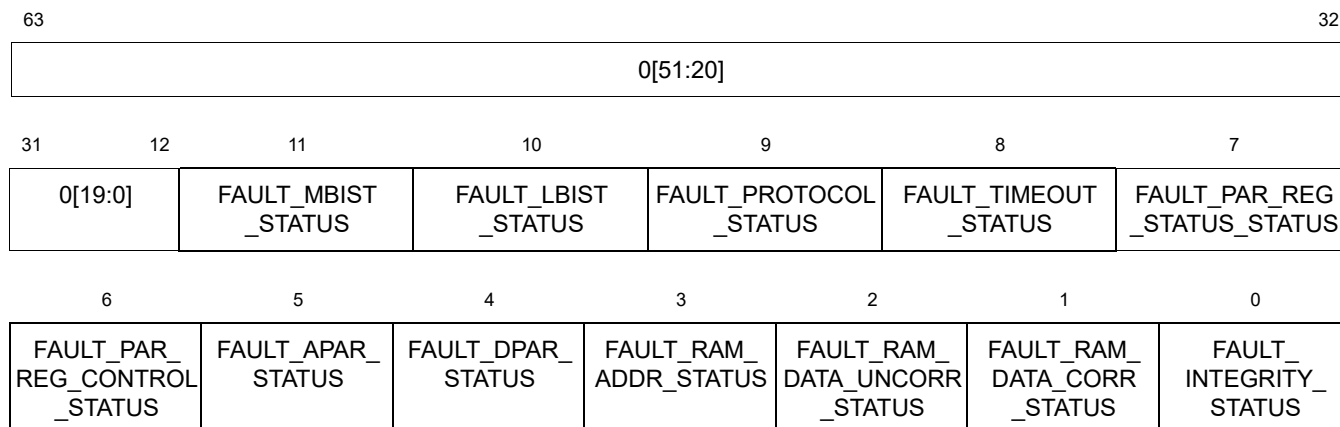 63 32
0[51:20]
31 12 11 10 9 8 7
0[19:0] FAULT_MBIST FAULT_LBIST FAULT_PROTOCOL FAULT_TIMEOUT FAULT_PAR_REG
_STATUS _STATUS _STATUS _STATUS _STATUS_STATUS
6 5 4 3 2 1 0
FAULT_PAR_ FAULT_APAR_ FAULT_DPAR_ FAULT_RAM_ FAULT_RAM_ FAULT_RAM_ FAULT_
REG_CONTROL STATUS STATUS ADDR_STATUS DATA_UNCORR DATA_CORR INTEGRITY_
_STATUS _STATUS _STATUS STATUS